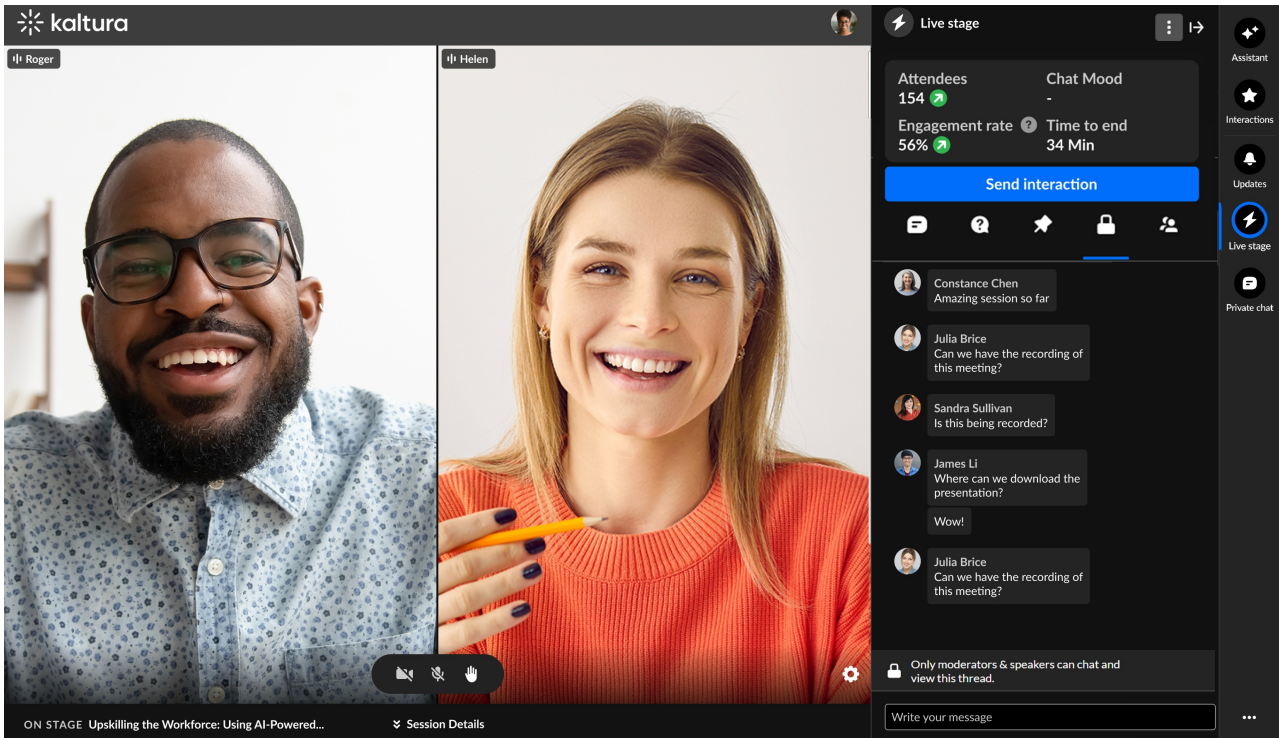 kaltura
Roger
Helen
ON STAGE Upskilling the Workforce: Using AI-Powered...
Session Details
Live stage
Attendees
154
Chat Mood
-
Engagement rate ?
56%
Time to end
34 Min
Send interaction
Constance Chen
Amazing session so far
Julia Brice
Can we have the recording of
this meeting?
Sandra Sullivan
Is this being recorded?
James Li
Where can we download the
presentation?
Wow!
Julia Brice
Can we have the recording of
this meeting?
Only moderators & speakers can chat and
view this thread.
Write your message
Assistant
Interactions
Updates
Live stage
Private chat